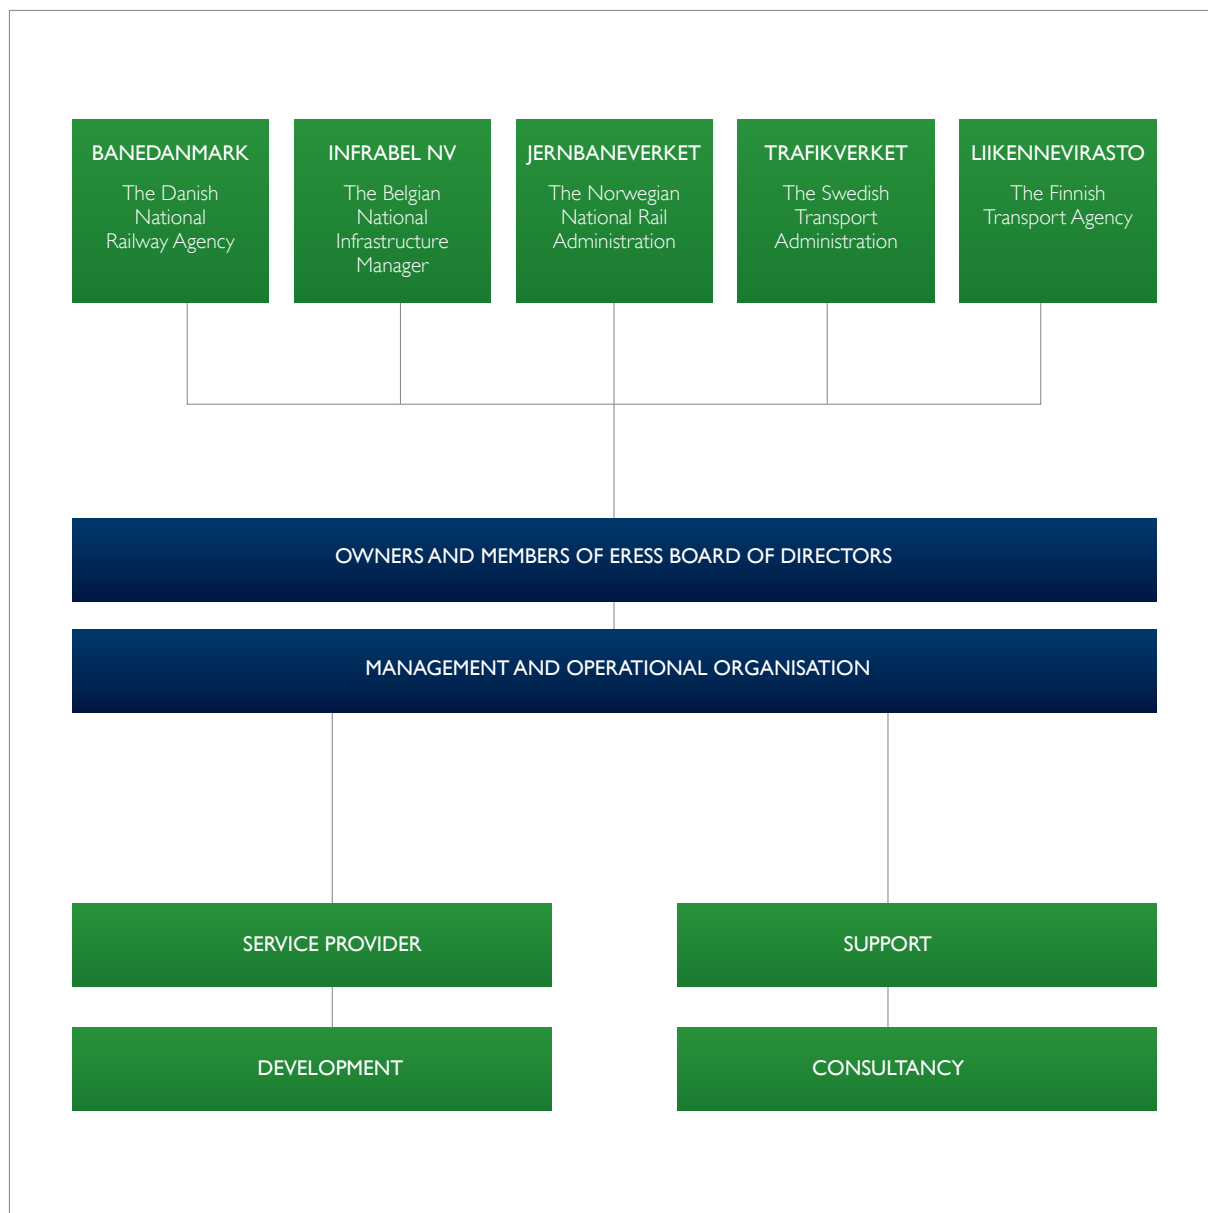 BANEDANMARK
The Danish
National
Railway Agency
INFRABEL NV
The Belgian
National
Infrastructure
Manager
JERNBANEVERKET
The Norwegian
National Rail
Administration
TRAFIKVERKET
The Swedish
Transport
Administration
LIIKENNEVIRASTO
The Finnish
Transport Agency
OWNERS AND MEMBERS OF ERESS BOARD OF DIRECTORS
MANAGEMENT AND OPERATIONAL ORGANISATION
SERVICE PROVIDER
SUPPORT
DEVELOPMENT
CONSULTANCY